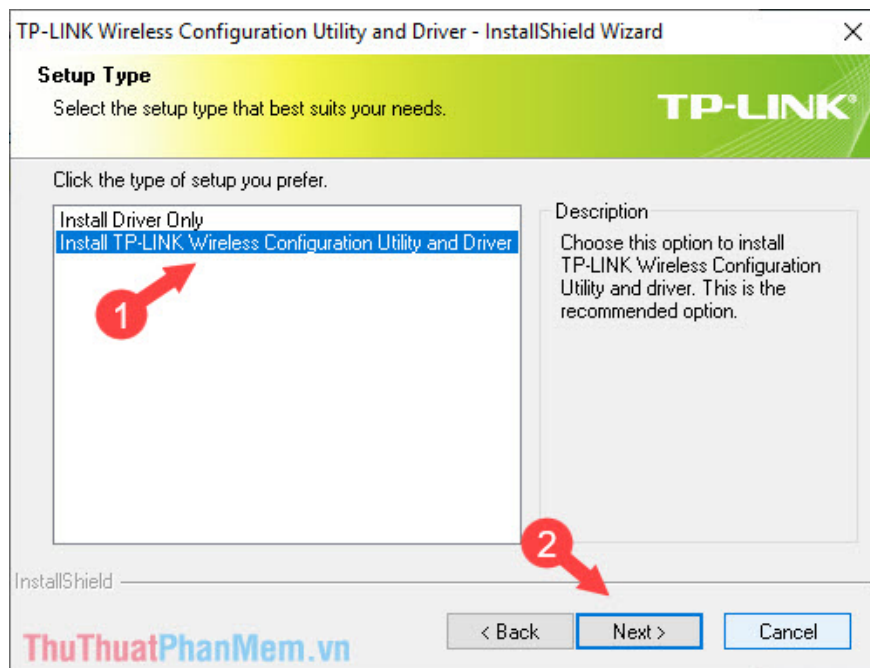 TP-LINK Wireless Configuration Utility and Driver - InstallShield Wizard
Setup Type
Select the setup type that best suits your needs.
TP-LINK®
Click the type of setup you prefer.
Install Driver Only
Install TP-LINK Wireless Configuration Utility and Driver
1
Description
Choose this option to install
TP-LINK Wireless Configuration
Utility and driver. This is the
recommended option.
2
InstallShield
< Back
Next >
Cancel
ThuThuatPhanMem.vn